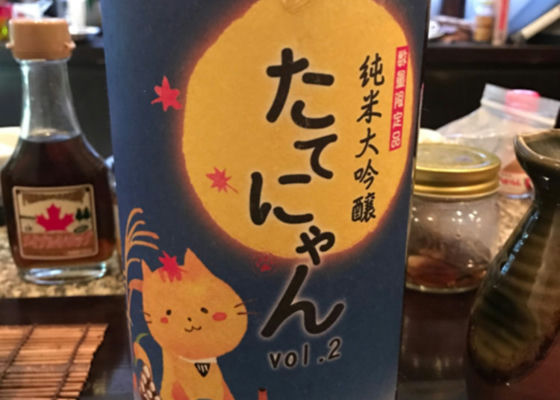 数量限定品
純米大吟醸
たてにゃん
vol.2